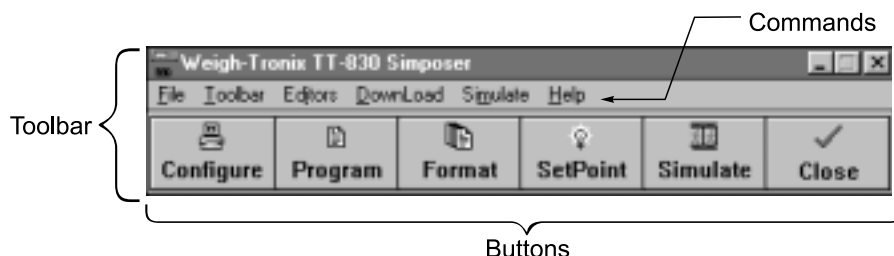 Commands
Weigh-Tronix TT-830 Simposer
File Toolbar Editors DownLoad Simulate Help
Toolbar
Configure Program Format SetPoint Simulate Close
Buttons